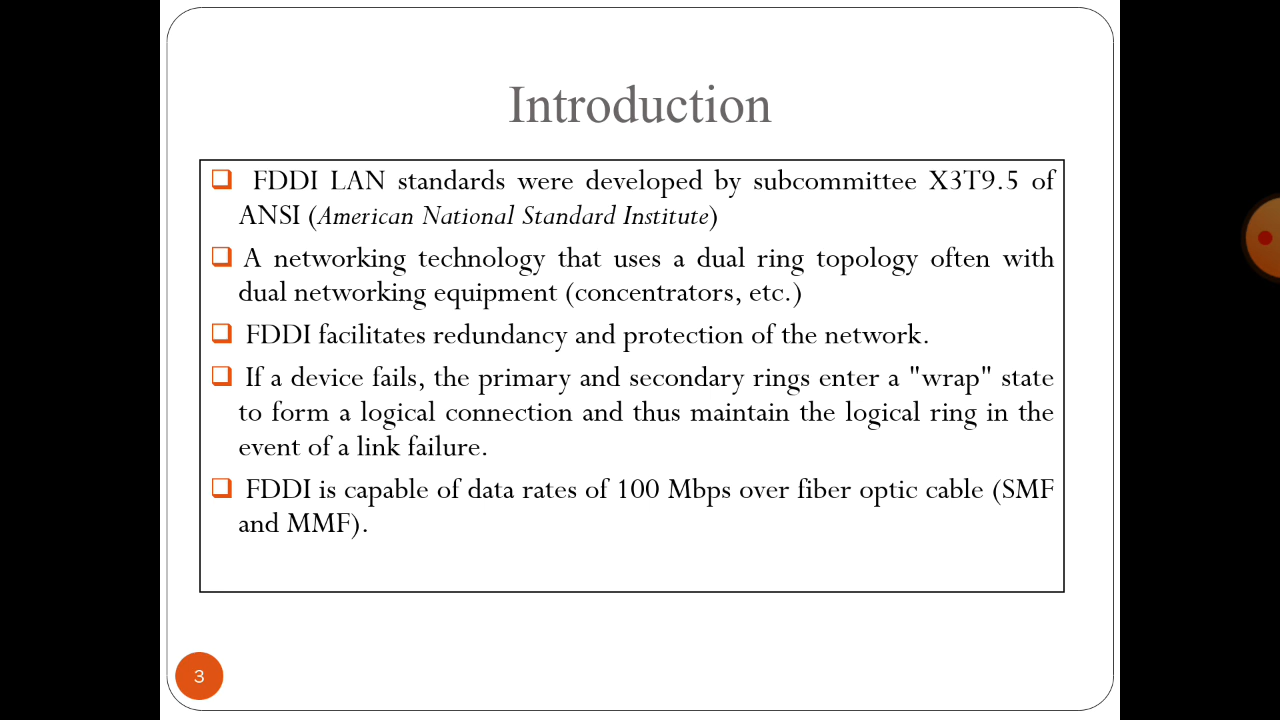 Introduction
❑ FDDI LAN standards were developed by subcommittee X3T9.5 of
ANSI (American National Standard Institute)
❑ A networking technology that uses a dual ring topology often with
dual networking equipment (concentrators, etc.)
❑ FDDI facilitates redundancy and protection of the network.
❑ If a device fails, the primary and secondary rings enter a "wrap" state
to form a logical connection and thus maintain the logical ring in the
event of a link failure.
❑ FDDI is capable of data rates of 100 Mbps over fiber optic cable (SMF
and MMF).
3